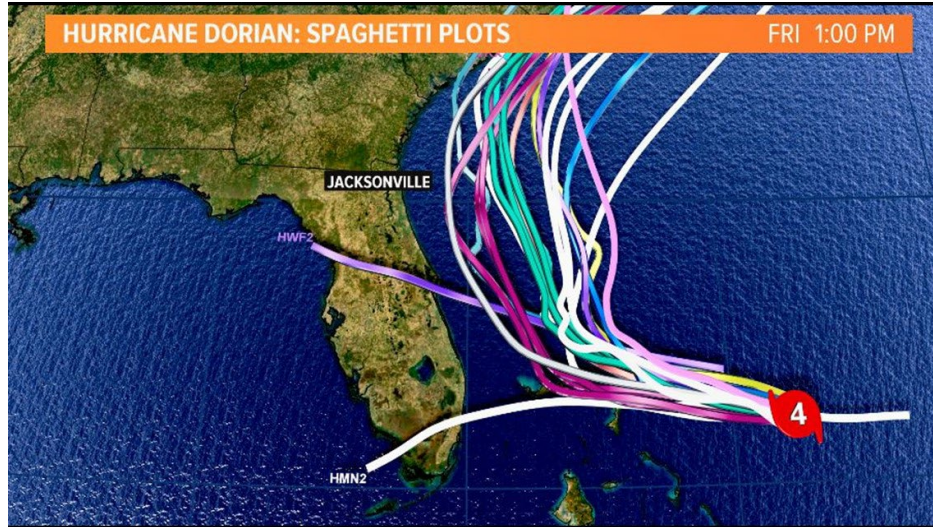 HURRICANE DORIAN: SPAGHETTI PLOTS
FRI 1:00 PM
JACKSONVILLE
HWF2
4
HMN2